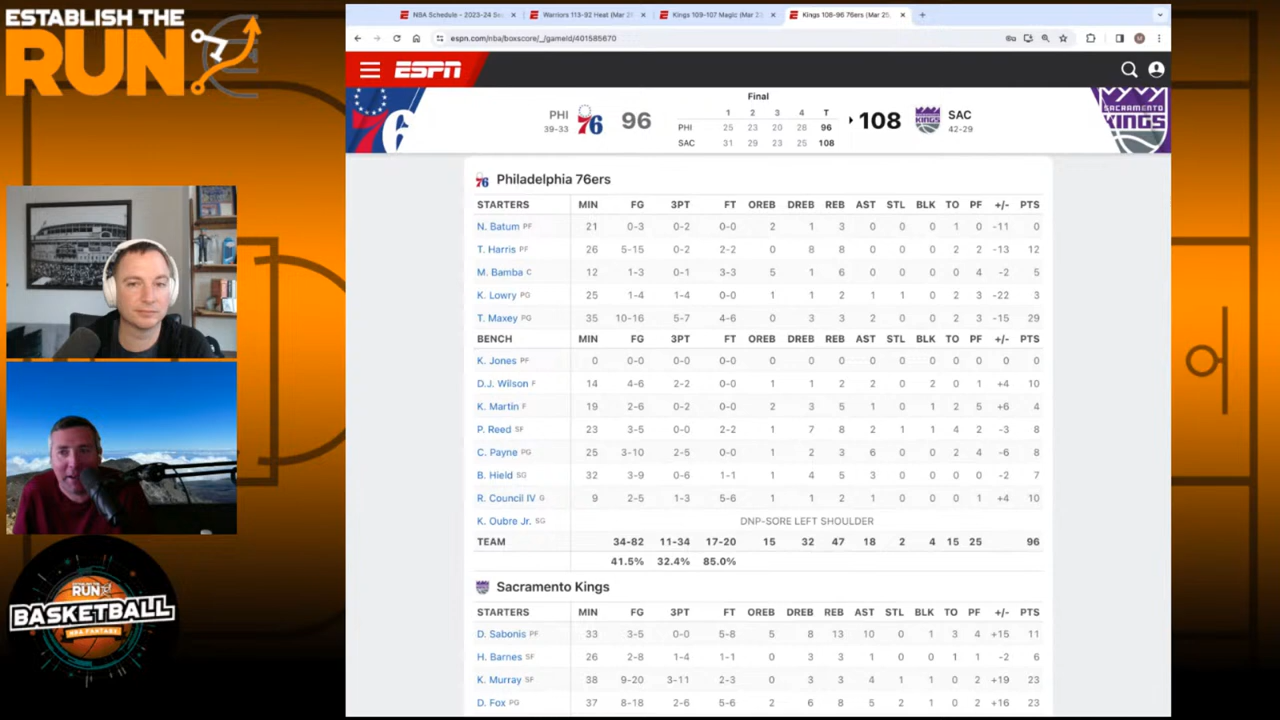 ESTABLISH THE
RUN
NBA Schedule - 2023-24 Se
Warriors 113-92 Heat (Mar 26
Kings 109-107 Magic (Mar 23
Kings 108-96 76ers (Mar 25,
espn.com/nba/boxscore/_/gameId/401585670
ESPN
Final
PHI 39-33 76 96
1 2 3 4 T
PHI 25 23 20 28 96
SAC 31 29 23 25 108
108 KINGS SAC 42-29
SACRAMENTO
KINGS
76 Philadelphia 76ers
STARTERS MIN FG 3PT FT OREB DREB REB AST STL BLK TO PF +/- PTS
N. Batum PF 21 0-3 0-2 0-0 2 1 3 0 0 0 1 0 -11 0
T. Harris PF 26 5-15 0-2 2-2 0 8 8 0 0 0 2 2 -13 12
M. Bamba C 12 1-3 0-1 3-3 5 1 6 0 0 0 0 4 -2 5
K. Lowry PG 25 1-4 1-4 0-0 1 1 2 1 1 0 2 3 -22 3
T. Maxey PG 35 10-16 5-7 4-6 0 3 3 2 0 0 2 3 -15 29
BENCH MIN FG 3PT FT OREB DREB REB AST STL BLK TO PF +/- PTS
K. Jones PF 0 0-0 0-0 0-0 0 0 0 0 0 0 0 0 0 0
D.J. Wilson F 14 4-6 2-2 0-0 1 1 2 2 0 2 0 1 +4 10
K. Martin F 19 2-6 0-2 0-0 2 3 5 1 0 1 2 5 +6 4
P. Reed SF 23 3-5 0-0 2-2 1 7 8 2 1 1 4 2 -3 8
C. Payne PG 25 3-10 2-5 0-0 1 2 3 6 0 0 2 4 -6 8
B. Hield SG 32 3-9 0-6 1-1 1 4 5 3 0 0 0 0 -2 7
R. Council IV G 9 2-5 1-3 5-6 1 1 2 1 0 0 0 1 +4 10
K. Oubre Jr. SG DNP-SORE LEFT SHOULDER
TEAM 34-82 11-34 17-20 15 32 47 18 2 4 15 25 96
41.5% 32.4% 85.0%
Sacramento Kings
STARTERS MIN FG 3PT FT OREB DREB REB AST STL BLK TO PF +/- PTS
D. Sabonis PF 33 3-5 0-0 5-8 5 8 13 10 0 1 3 4 +15 11
H. Barnes SF 26 2-8 1-4 1-1 0 3 3 1 0 0 1 1 -2 6
K. Murray SF 38 9-20 3-11 2-3 0 3 3 4 1 1 0 2 +19 23
D. Fox PG 37 8-18 2-6 5-6 2 6 8 5 2 1 0 2 +16 23
ESTABLISH THE
RUN
BASKETBALL
NBA FANTASY